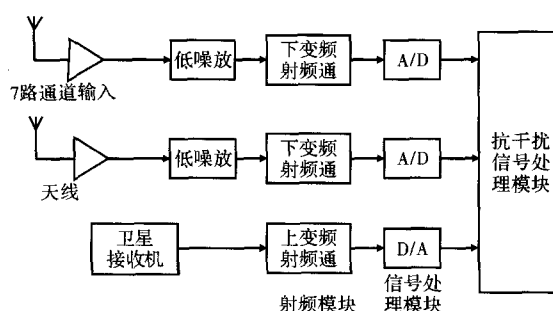 低噪放
下变频
射频通
A/D
7路通道输入
低噪放
下变频
射频通
A/D
抗干扰
信号处
理模块
天线
卫星
接收机
上变频
射频通
D/A
射频模块
信号处
理模块